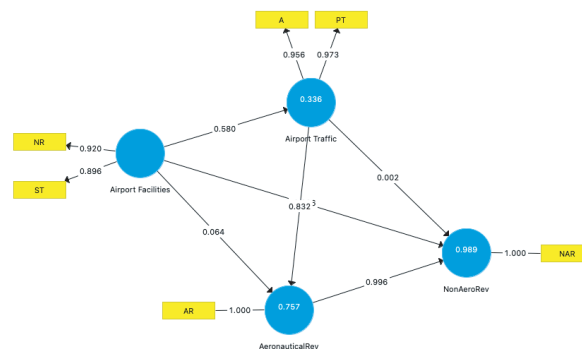 A
PT
0.956
0.973
0.336
Airport Traffic
NR
0.920
0.580
ST
0.896
Airport Facilities
0.002
0.832
0.064
0.989
1.000
NAR
NonAeroRev
0.996
AR
1.000
0.757
AeronauticalRev